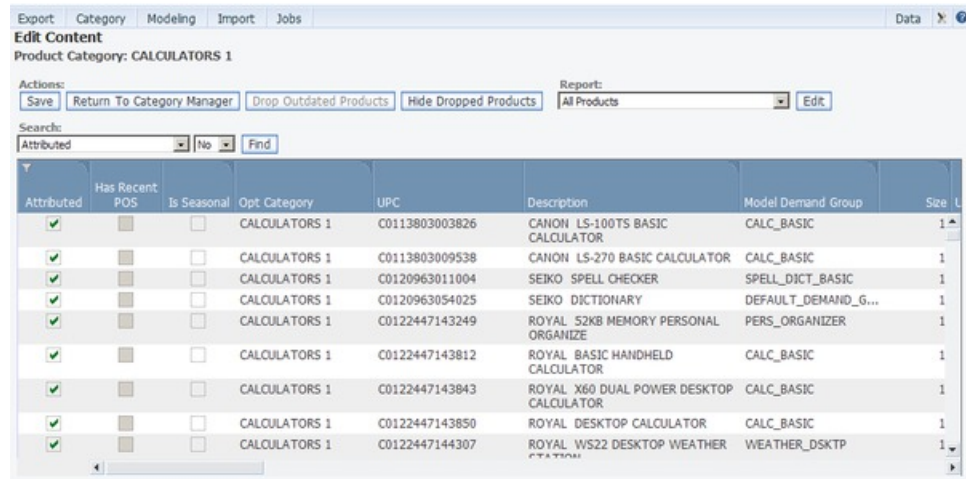 Export Category Modeling Import Jobs Data
Edit Content
Product Category: CALCULATORS 1
Actions: Report:
Save Return To Category Manager Drop Outdated Products Hide Dropped Products All Products Edit
Search:
Attributed No Find
Has Recent
Attributed POS Is Seasonal Opt Category UPC Description Model Demand Group Size U
CALCULATORS 1 C0113803003826 CANON LS-100TS BASIC CALC_BASIC 1
CALCULATOR
CALCULATORS 1 C0113803009538 CANON LS-270 BASIC CALCULATOR CALC_BASIC 1
CALCULATORS 1 C0120963011004 SEIKO SPELL CHECKER SPELL_DICT_BASIC 1
CALCULATORS 1 C0120963054025 SEIKO DICTIONARY DEFAULT_DEMAND_G... 1
CALCULATORS 1 C0122447143249 ROYAL 52KB MEMORY PERSONAL PERS_ORGANIZER 1
ORGANIZE
CALCULATORS 1 C0122447143812 ROYAL BASIC HANDHELD CALC_BASIC 1
CALCULATOR
CALCULATORS 1 C0122447143843 ROYAL X60 DUAL POWER DESKTOP CALC_BASIC 1
CALCULATOR
CALCULATORS 1 C0122447143850 ROYAL DESKTOP CALCULATOR CALC_BASIC 1
CALCULATORS 1 C0122447144307 ROYAL WS22 DESKTOP WEATHER WEATHER_DSKTP 1
STATION